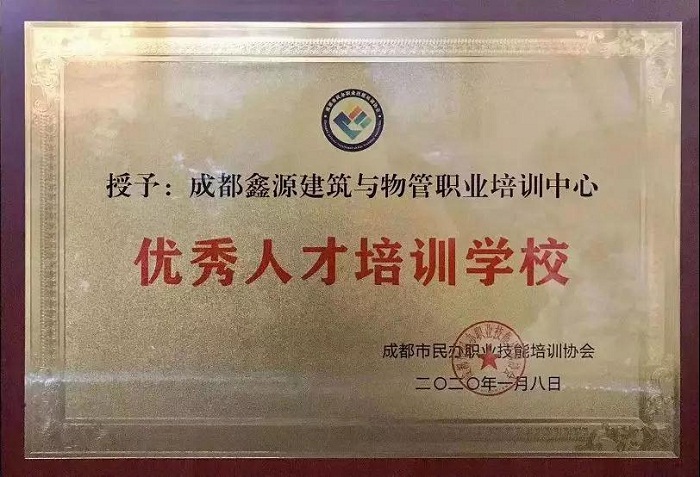 授予：成都鑫源建筑与物管职业培训中心
优秀人才培训学校
成都市民办职业技能培训协会
二〇二〇年一月八日